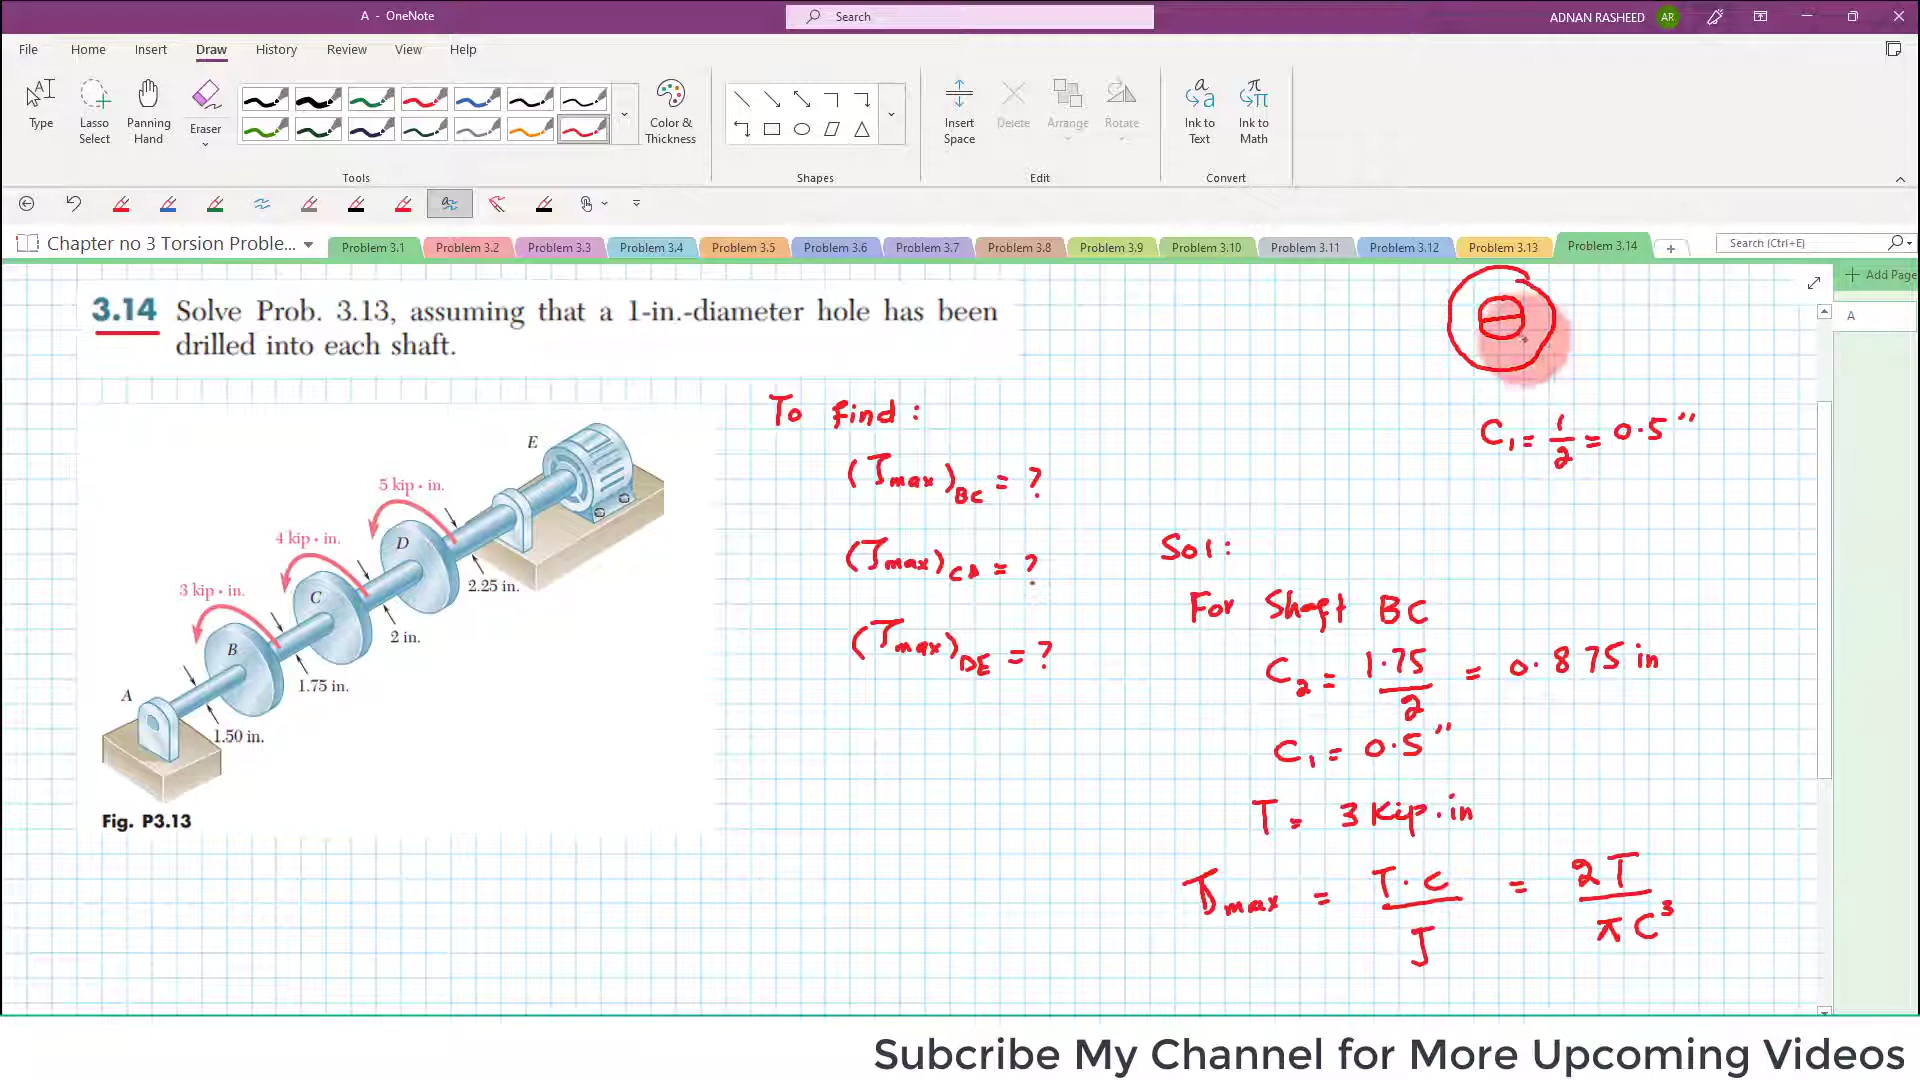 A - OneNote
Search
ADNAN RASHEED AR
File Home Insert Draw History Review View Help
Type
Lasso Select
Panning Hand
Eraser
Color & Thickness
Insert Space
Delete
Arrange
Rotate
Ink to Text
Ink to Math
Tools
Shapes
Edit
Convert
Chapter no 3 Torsion Proble...
Problem 3.1 Problem 3.2 Problem 3.3 Problem 3.4 Problem 3.5 Problem 3.6 Problem 3.7 Problem 3.8 Problem 3.9 Problem 3.10 Problem 3.11 Problem 3.12 Problem 3.13 Problem 3.14
Search (Ctrl+E)
Add Page
A
3.14 Solve Prob. 3.13, assuming that a 1-in.-diameter hole has been
drilled into each shaft.
E
5 kip · in.
4 kip · in.
D
3 kip · in.
C
2.25 in.
B
2 in.
A
1.75 in.
1.50 in.
Fig. P3.13
To find :
(τmax)BC = ?
(τmax)CD = ?
(τmax)DE = ?
C₁ = 1/2 = 0.5"
Sol:
For Shaft BC
C₂ = 1.75/2 = 0.875 in
C₁ = 0.5"
T = 3 Kip.in
τmax = T.C/J = 2T/πC³
Subcribe My Channel for More Upcoming Videos